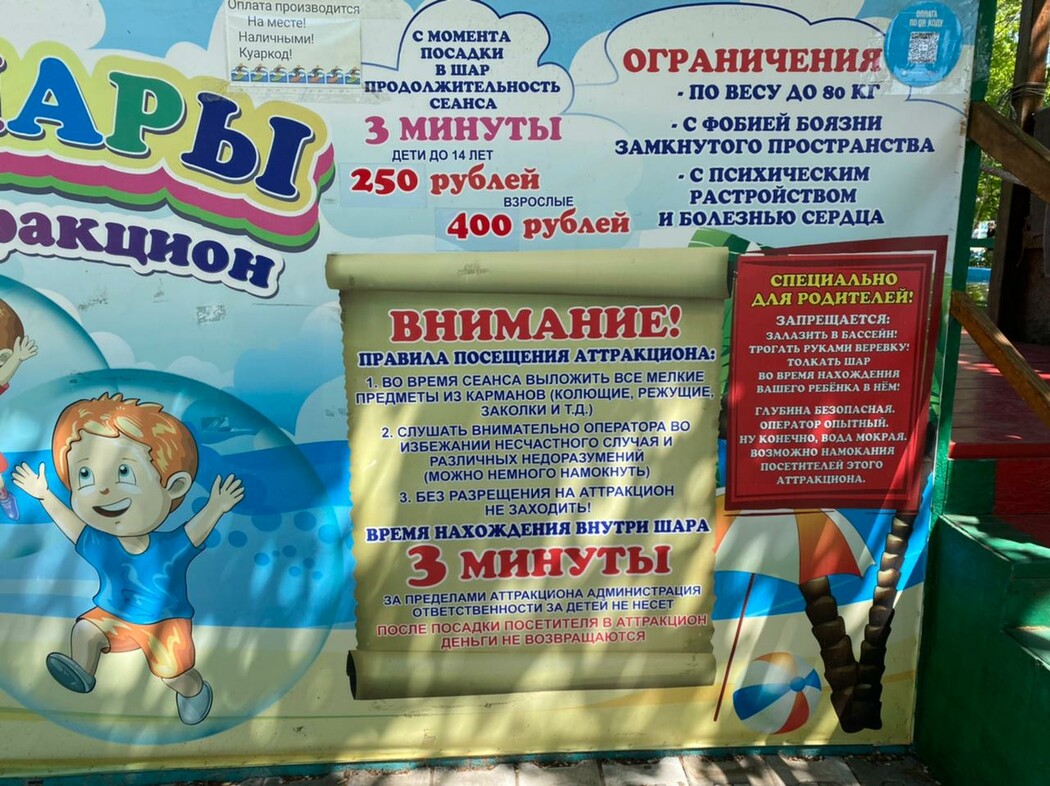 Оплата производится
На месте!
Наличными!
Куаркод!
С МОМЕНТА
ПОСАДКИ
В ШАР
ПРОДОЛЖИТЕЛЬНОСТЬ
СЕАНСА
3 МИНУТЫ
ДЕТИ ДО 14 ЛЕТ
250 рублей
ВЗРОСЛЫЕ
400 рублей
ОПЛАТА
ПО QR КОДУ
ОГРАНИЧЕНИЯ
- ПО ВЕСУ ДО 80 КГ
- С ФОБИЕЙ БОЯЗНИ
ЗАМКНУТОГО ПРОСТРАНСТВА
- С ПСИХИЧЕСКИМ
РАСТРОЙСТВОМ
И БОЛЕЗНЬЮ СЕРДЦА
АРЫ
ракцион
ВНИМАНИЕ!
ПРАВИЛА ПОСЕЩЕНИЯ АТТРАКЦИОНА:
1. ВО ВРЕМЯ СЕАНСА ВЫЛОЖИТЬ ВСЕ МЕЛКИЕ
ПРЕДМЕТЫ ИЗ КАРМАНОВ (КОЛЮЩИЕ, РЕЖУЩИЕ,
ЗАКОЛКИ И Т.Д.)
2. СЛУШАТЬ ВНИМАТЕЛЬНО ОПЕРАТОРА ВО
ИЗБЕЖАНИИ НЕСЧАСТНОГО СЛУЧАЯ И
РАЗЛИЧНЫХ НЕДОРАЗУМЕНИЙ
(МОЖНО НЕМНОГО НАМОКНУТЬ)
3. БЕЗ РАЗРЕЩЕНИЯ НА АТТРАКЦИОН
НЕ ЗАХОДИТЬ!
ВРЕМЯ НАХОЖДЕНИЯ ВНУТРИ ШАРА
3 МИНУТЫ
ЗА ПРЕДЕЛАМИ АТТРАКЦИОНА АДМИНИСТРАЦИЯ
ОТВЕТСТВЕННОСТИ ЗА ДЕТЕЙ НЕ НЕСЕТ
ПОСЛЕ ПОСАДКИ ПОСЕТИТЕЛЯ В АТТРАКЦИОН
ДЕНЬГИ НЕ ВОЗВРАЩАЮТСЯ
СПЕЦИАЛЬНО
ДЛЯ РОДИТЕЛЕЙ!
ЗАПРЕЩАЕТСЯ:
ЗАЛАЗИТЬ В БАССЕЙН!
ТРОГАТЬ РУКАМИ ВЕРЕВКУ!
ТОЛКАТЬ ШАР
ВО ВРЕМЯ НАХОЖДЕНИЯ
ВАШЕГО РЕБЁНКА В НЁМ!
ГЛУБИНА БЕЗОПАСНАЯ.
ОПЕРАТОР ОПЫТНЫЙ.
НУ КОНЕЧНО, ВОДА МОКРАЯ.
ВОЗМОЖНО НАМОКАНИЯ
ПОСЕТИТЕЛЕЙ ЭТОГО
АТТРАКЦИОНА.